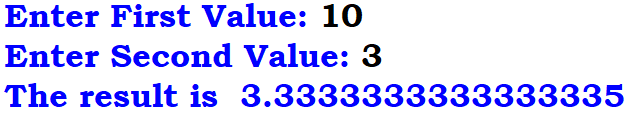 Enter First Value: 10
Enter Second Value: 3
The result is  3.3333333333333335